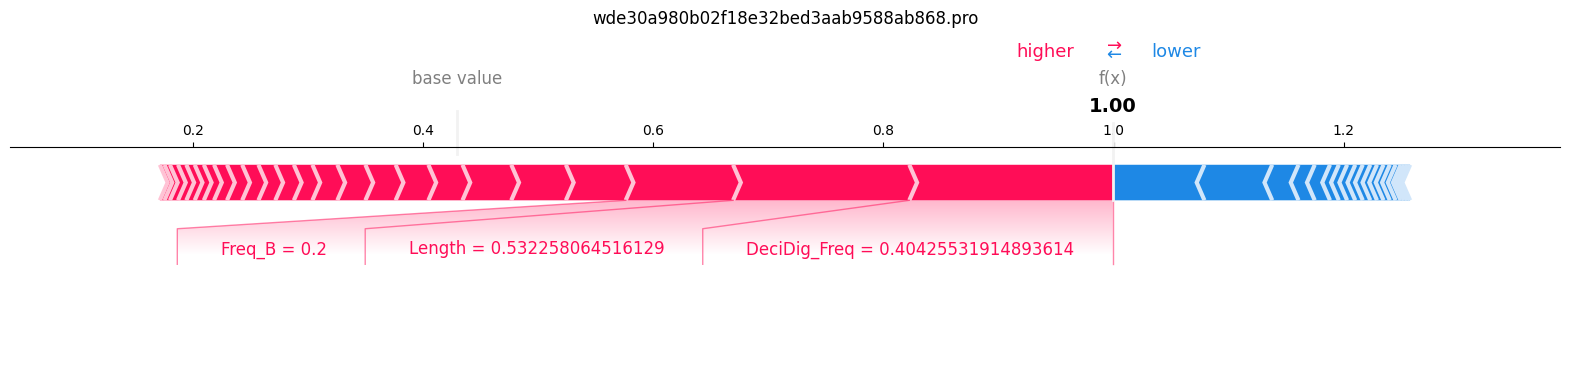 wde30a980b02f18e32bed3aab9588ab868.pro
higher ⇄ lower
base value f(x)
1.00
0.2 0.4 0.6 0.8 1.0 1.2
Freq_B = 0.2 Length = 0.532258064516129 DeciDig_Freq = 0.40425531914893614